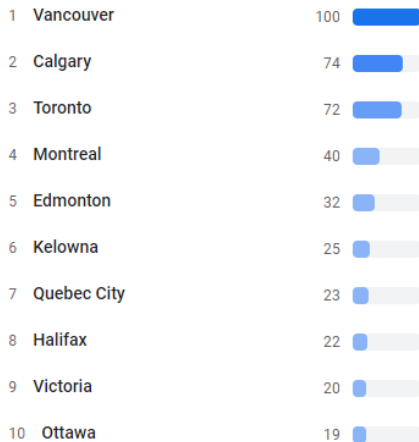 1 Vancouver 100
2 Calgary 74
3 Toronto 72
4 Montreal 40
5 Edmonton 32
6 Kelowna 25
7 Quebec City 23
8 Halifax 22
9 Victoria 20
10 Ottawa 19